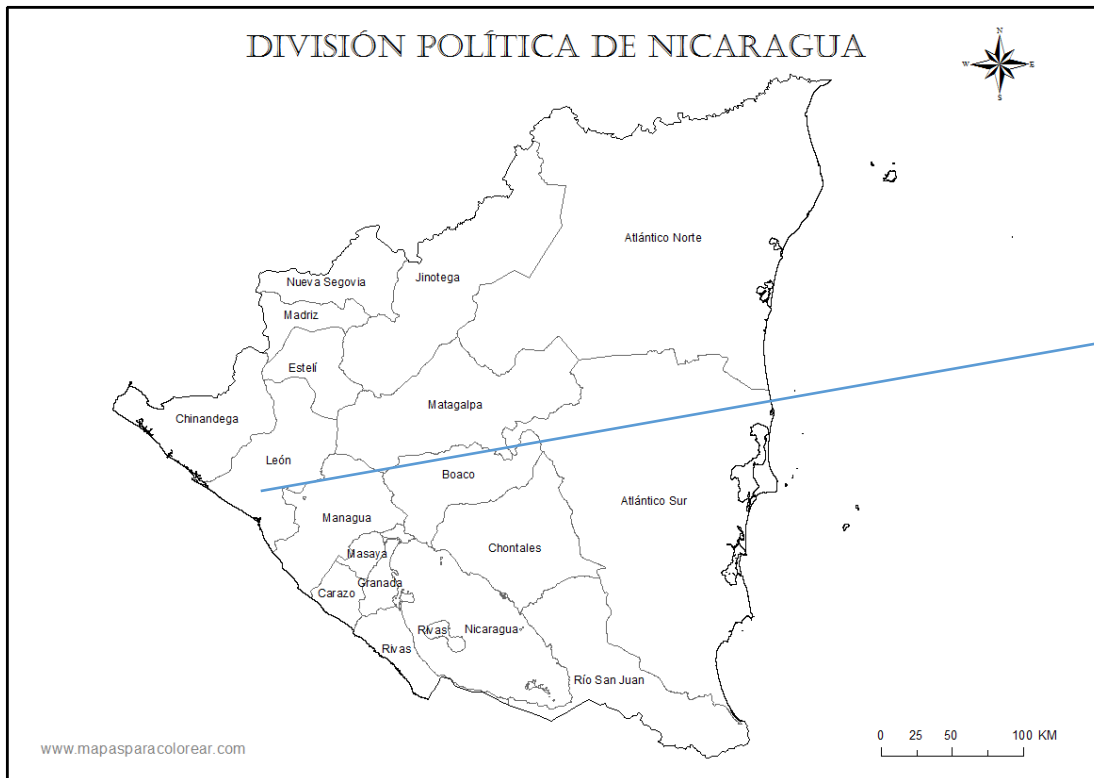 DIVISIÓN POLÍTICA DE NICARAGUA
N
W E
S
Atlántico Norte
Jinotega
Nueva Segovia
Madriz
Estelí
Matagalpa
Chinandega
León
Boaco
Atlántico Sur
Managua
Chontales
Masaya
Granada
Carazo
Rivas
Nicaragua
Rivas
Río San Juan
0 25 50 100 KM
www.mapasparacolorear.com